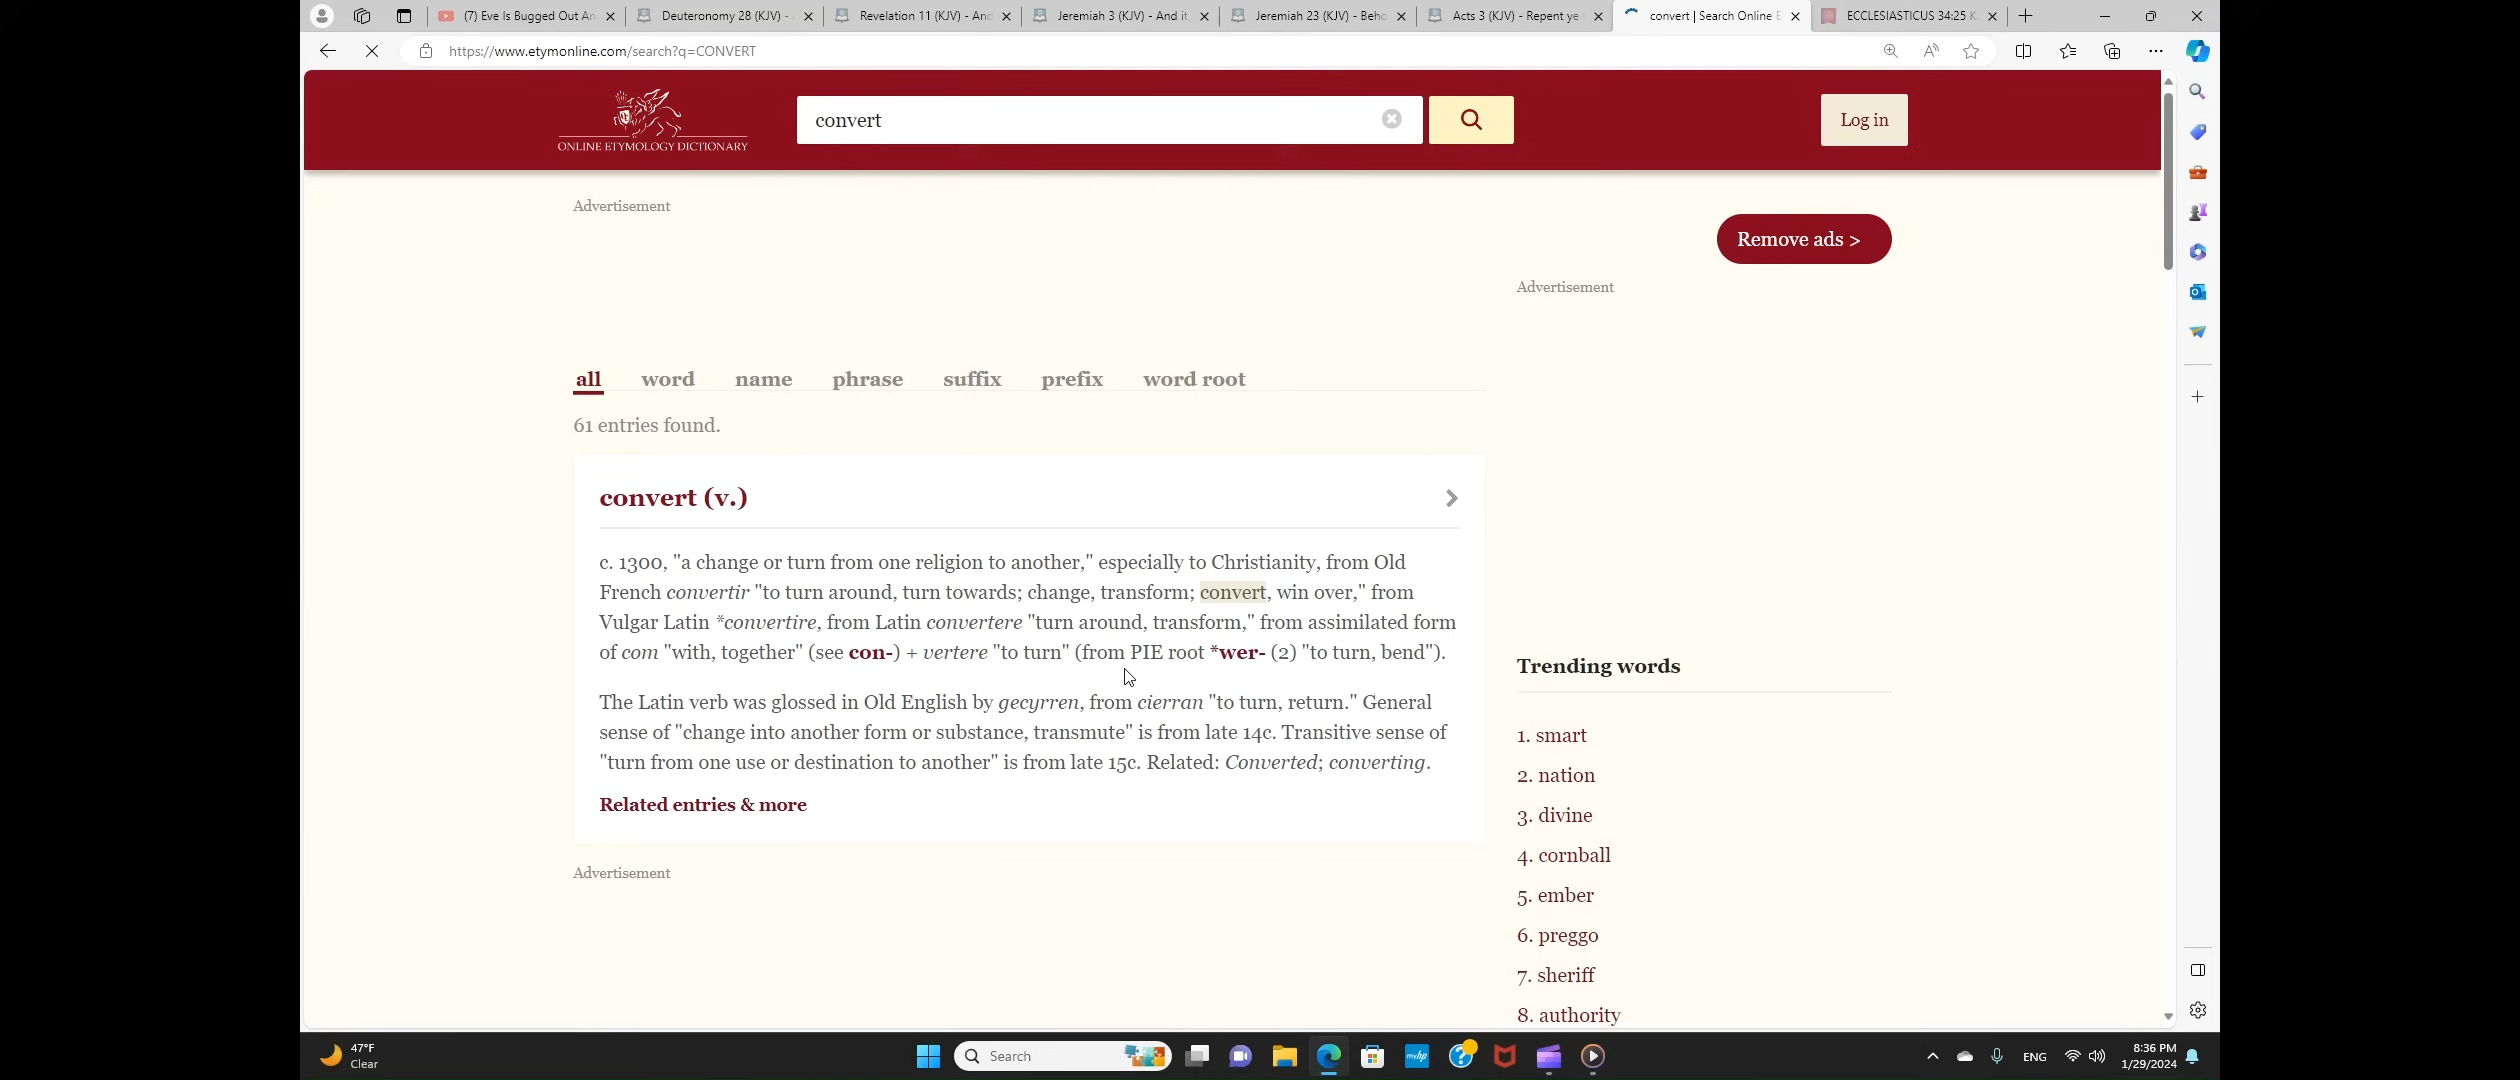 (7) Eve Is Bugged Out An
Deuteronomy 28 (KJV) -
Revelation 11 (KJV) - Anc
Jeremiah 3 (KJV) - And it
Jeremiah 23 (KJV) - Beho
Acts 3 (KJV) - Repent ye
convert | Search Online E
ECCLESIASTICUS 34:25 K
https://www.etymonline.com/search?q=CONVERT
ONLINE ETYMOLOGY DICTIONARY
convert
Log in
Advertisement
Remove ads >
Advertisement
all word name phrase suffix prefix word root
61 entries found.
convert (v.)
c. 1300, "a change or turn from one religion to another," especially to Christianity, from Old
French convertir "to turn around, turn towards; change, transform; convert, win over," from
Vulgar Latin *convertire, from Latin convertere "turn around, transform," from assimilated form
of com "with, together" (see con-) + vertere "to turn" (from PIE root *wer- (2) "to turn, bend").
The Latin verb was glossed in Old English by gecyrren, from cierran "to turn, return." General
sense of "change into another form or substance, transmute" is from late 14c. Transitive sense of
"turn from one use or destination to another" is from late 15c. Related: Converted; converting.
Related entries & more
Advertisement
Trending words
1. smart
2. nation
3. divine
4. cornball
5. ember
6. preggo
7. sheriff
8. authority
47°F
Clear
Search
myhp
ENG
8:36 PM
1/29/2024